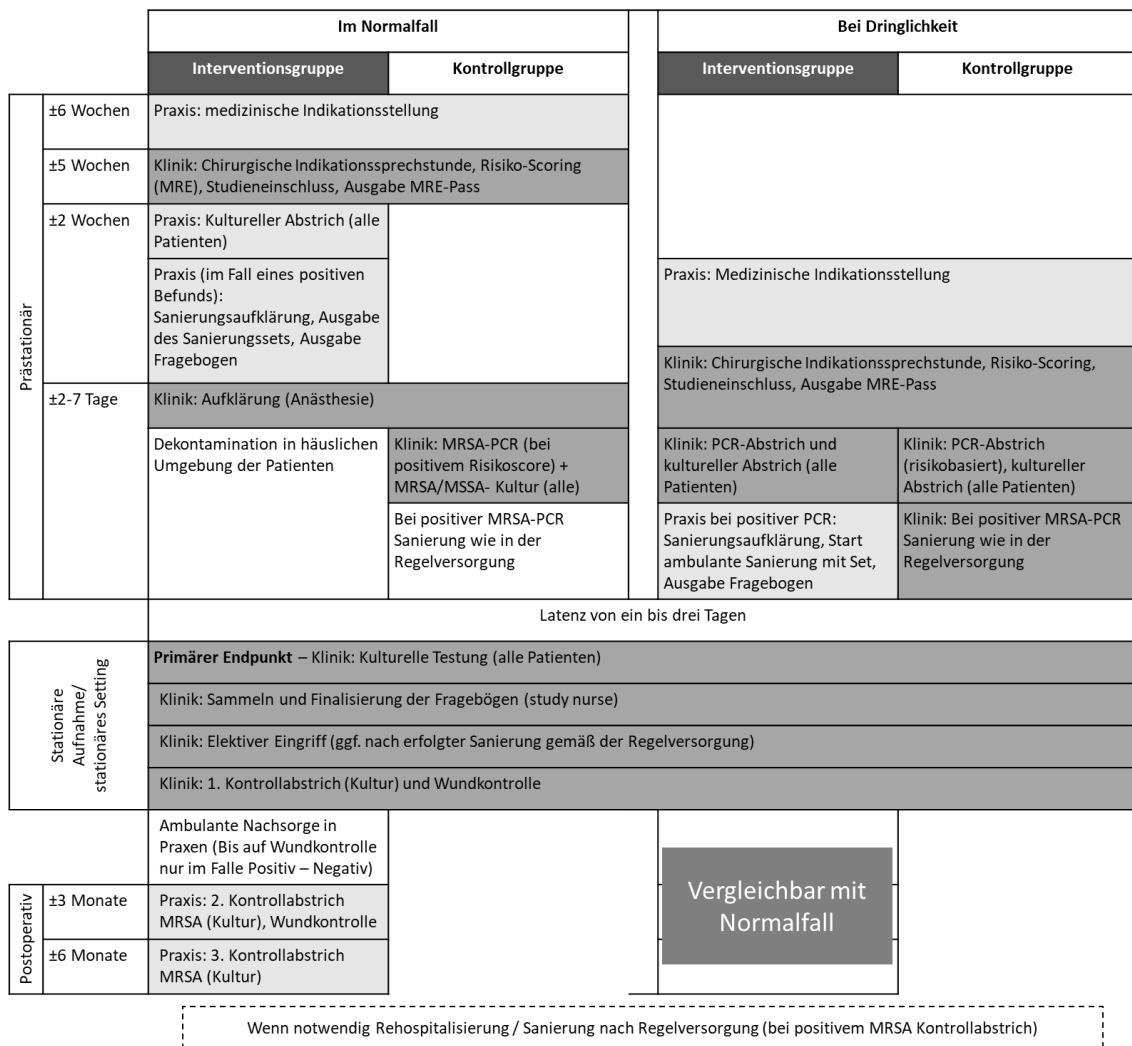 Im Normalfall
Bei Dringlichkeit
Interventionsgruppe
Kontrollgruppe
Interventionsgruppe
Kontrollgruppe
Prästationär
±6 Wochen
Praxis: medizinische Indikationsstellung
±5 Wochen
Klinik: Chirurgische Indikationssprechstunde, Risiko-Scoring
(MRE), Studieneinschluss, Ausgabe MRE-Pass
±2 Wochen
Praxis: Kultureller Abstrich (alle
Patienten)
Praxis (im Fall eines positiven
Befunds):
Sanierungsaufklärung, Ausgabe
des Sanierungssets, Ausgabe
Fragebogen
Praxis: Medizinische Indikationsstellung
Klinik: Chirurgische Indikationssprechstunde, Risiko-Scoring,
Studieneinschluss, Ausgabe MRE-Pass
±2-7 Tage
Klinik: Aufklärung (Anästhesie)
Dekontamination in häuslichen
Umgebung der Patienten
Klinik: MRSA-PCR (bei
positivem Risikoscore) +
MRSA/MSSA- Kultur (alle)
Bei positiver MRSA-PCR
Sanierung wie in der
Regelversorgung
Klinik: PCR-Abstrich und
kultureller Abstrich (alle
Patienten)
Klinik: PCR-Abstrich
(risikobasiert), kultureller
Abstrich (alle Patienten)
Praxis bei positiver PCR:
Sanierungsaufklärung, Start
ambulante Sanierung mit Set,
Ausgabe Fragebogen
Klinik: Bei positiver MRSA-PCR
Sanierung wie in der
Regelversorgung
Latenz von ein bis drei Tagen
Stationäre
Aufnahme/
stationäres Setting
Primärer Endpunkt – Klinik: Kulturelle Testung (alle Patienten)
Klinik: Sammeln und Finalisierung der Fragebögen (study nurse)
Klinik: Elektiver Eingriff (ggf. nach erfolgter Sanierung gemäß der Regelversorgung)
Klinik: 1. Kontrollabstrich (Kultur) und Wundkontrolle
Ambulante Nachsorge in
Praxen (Bis auf Wundkontrolle
nur im Falle Positiv – Negativ)
Postoperativ
±3 Monate
Praxis: 2. Kontrollabstrich
MRSA (Kultur), Wundkontrolle
±6 Monate
Praxis: 3. Kontrollabstrich
MRSA (Kultur)
Vergleichbar mit
Normalfall
Wenn notwendig Rehospitalisierung / Sanierung nach Regelversorgung (bei positivem MRSA Kontrollabstrich)